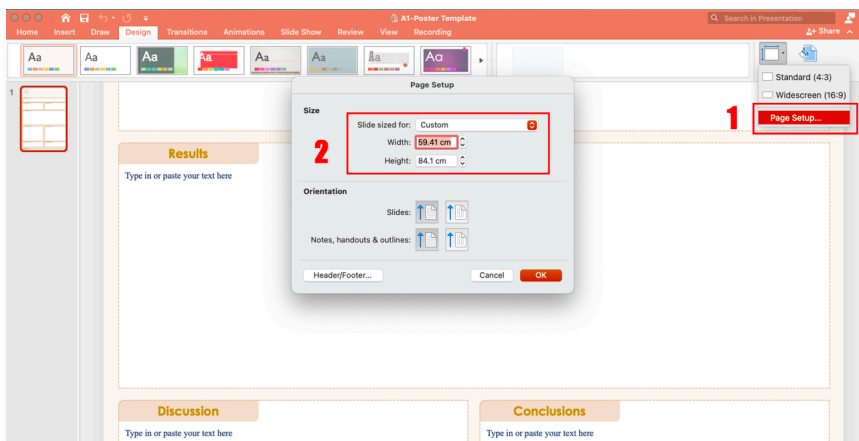 A1-Poster Template
Search in Presentation
Home Insert Draw Design Transitions Animations Slide Show Review View Recording
Share
Aa Aa Aa Aa Aa Aa Aa Aa
Standard (4:3)
Widescreen (16:9)
1
Page Setup...
1
Page Setup
Size
Slide sized for: Custom
2
Width: 59.41 cm
Height: 84.1 cm
Orientation
Slides:
Notes, handouts & outlines:
Header/Footer...
Cancel
OK
Results
Type in or paste your text here
Discussion
Type in or paste your text here
Conclusions
Type in or paste your text here